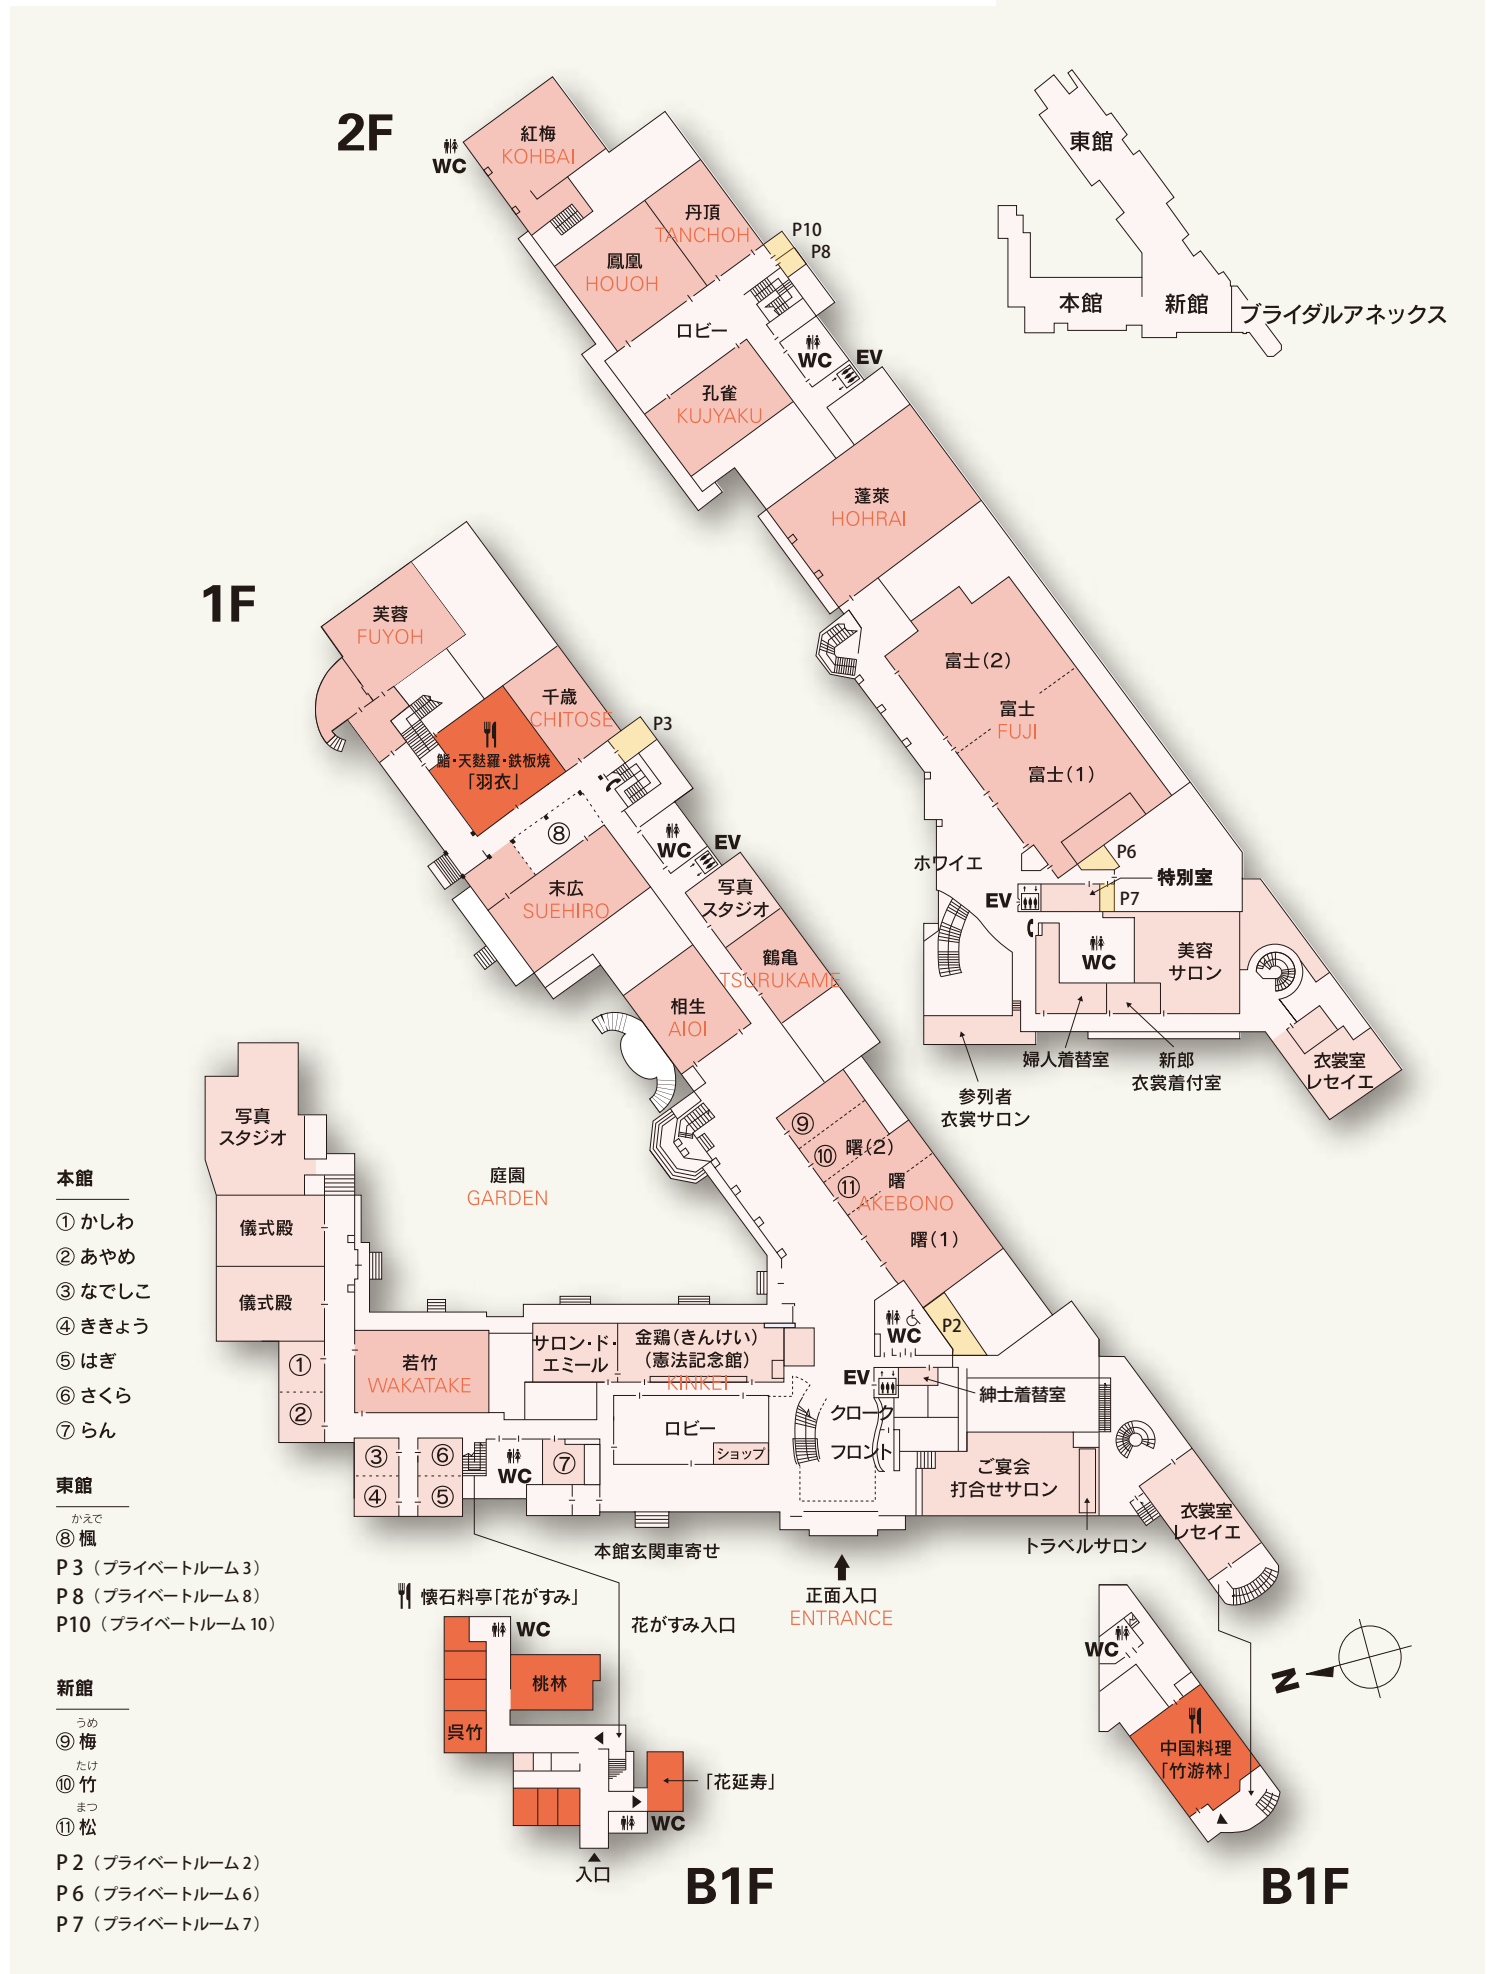 2F
WC
紅梅
KOHBAI
丹頂
TANCHOH
鳳凰
HOUOH
P10
P8
ロビー
WC
EV
孔雀
KUJYAKU
蓬萊
HOHRAI
富士(2)
富士
FUJI
富士(1)
ホワイエ
P6
特別室
EV
P7
WC
美容
サロン
婦人着替室
新郎
衣裳着付室
参列者
衣裳サロン
衣裳室
レセイエ
東館
本館
新館
ブライダルアネックス
1F
芙蓉
FUYOH
千歳
CHITOSE
P3
鮨・天麩羅・鉄板焼
「羽衣」
⑧
WC
EV
末広
SUEHIRO
写真
スタジオ
鶴亀
TSURUKAME
相生
AIOI
⑨
⑩
⑪
曙(2)
曙
AKEBONO
曙(1)
庭園
GARDEN
写真
スタジオ
儀式殿
儀式殿
①
②
若竹
WAKATAKE
サロン・ド・
エミール
金鶏(きんけい)
(憲法記念館)
KINKEI
WC
P2
EV
紳士着替室
クローク
フロント
ロビー
ショップ
③
④
⑥
⑤
WC
⑦
ご宴会
打合せサロン
トラベルサロン
衣裳室
レセイエ
本館玄関車寄せ
正面入口
ENTRANCE
懐石料亭「花がすみ」
WC
花がすみ入口
桃林
呉竹
「花延寿」
WC
入口
B1F
WC
中国料理
「竹游林」
B1F
N
本館
① かしわ
② あやめ
③ なでしこ
④ ききょう
⑤ はぎ
⑥ さくら
⑦ らん
東館
かえで
⑧ 楓
P 3 (プライベートルーム 3)
P 8 (プライベートルーム 8)
P10 (プライベートルーム 10)
新館
うめ
⑨ 梅
たけ
⑩ 竹
まつ
⑪ 松
P 2 (プライベートルーム 2)
P 6 (プライベートルーム 6)
P 7 (プライベートルーム 7)